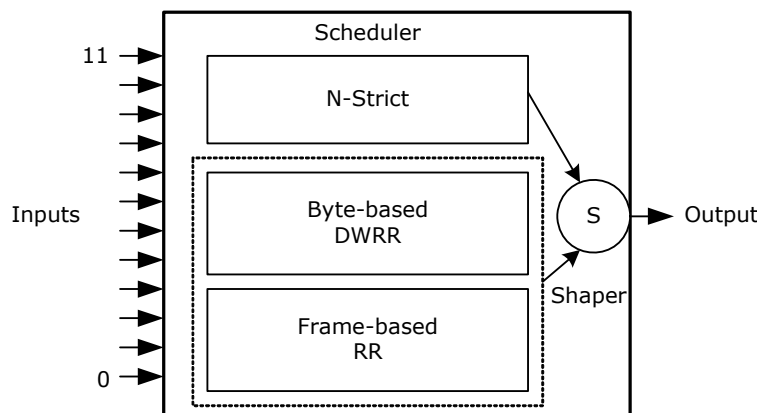 Scheduler
11
N-Strict
Inputs
Byte-based
DWRR
S
Output
Shaper
Frame-based
RR
0